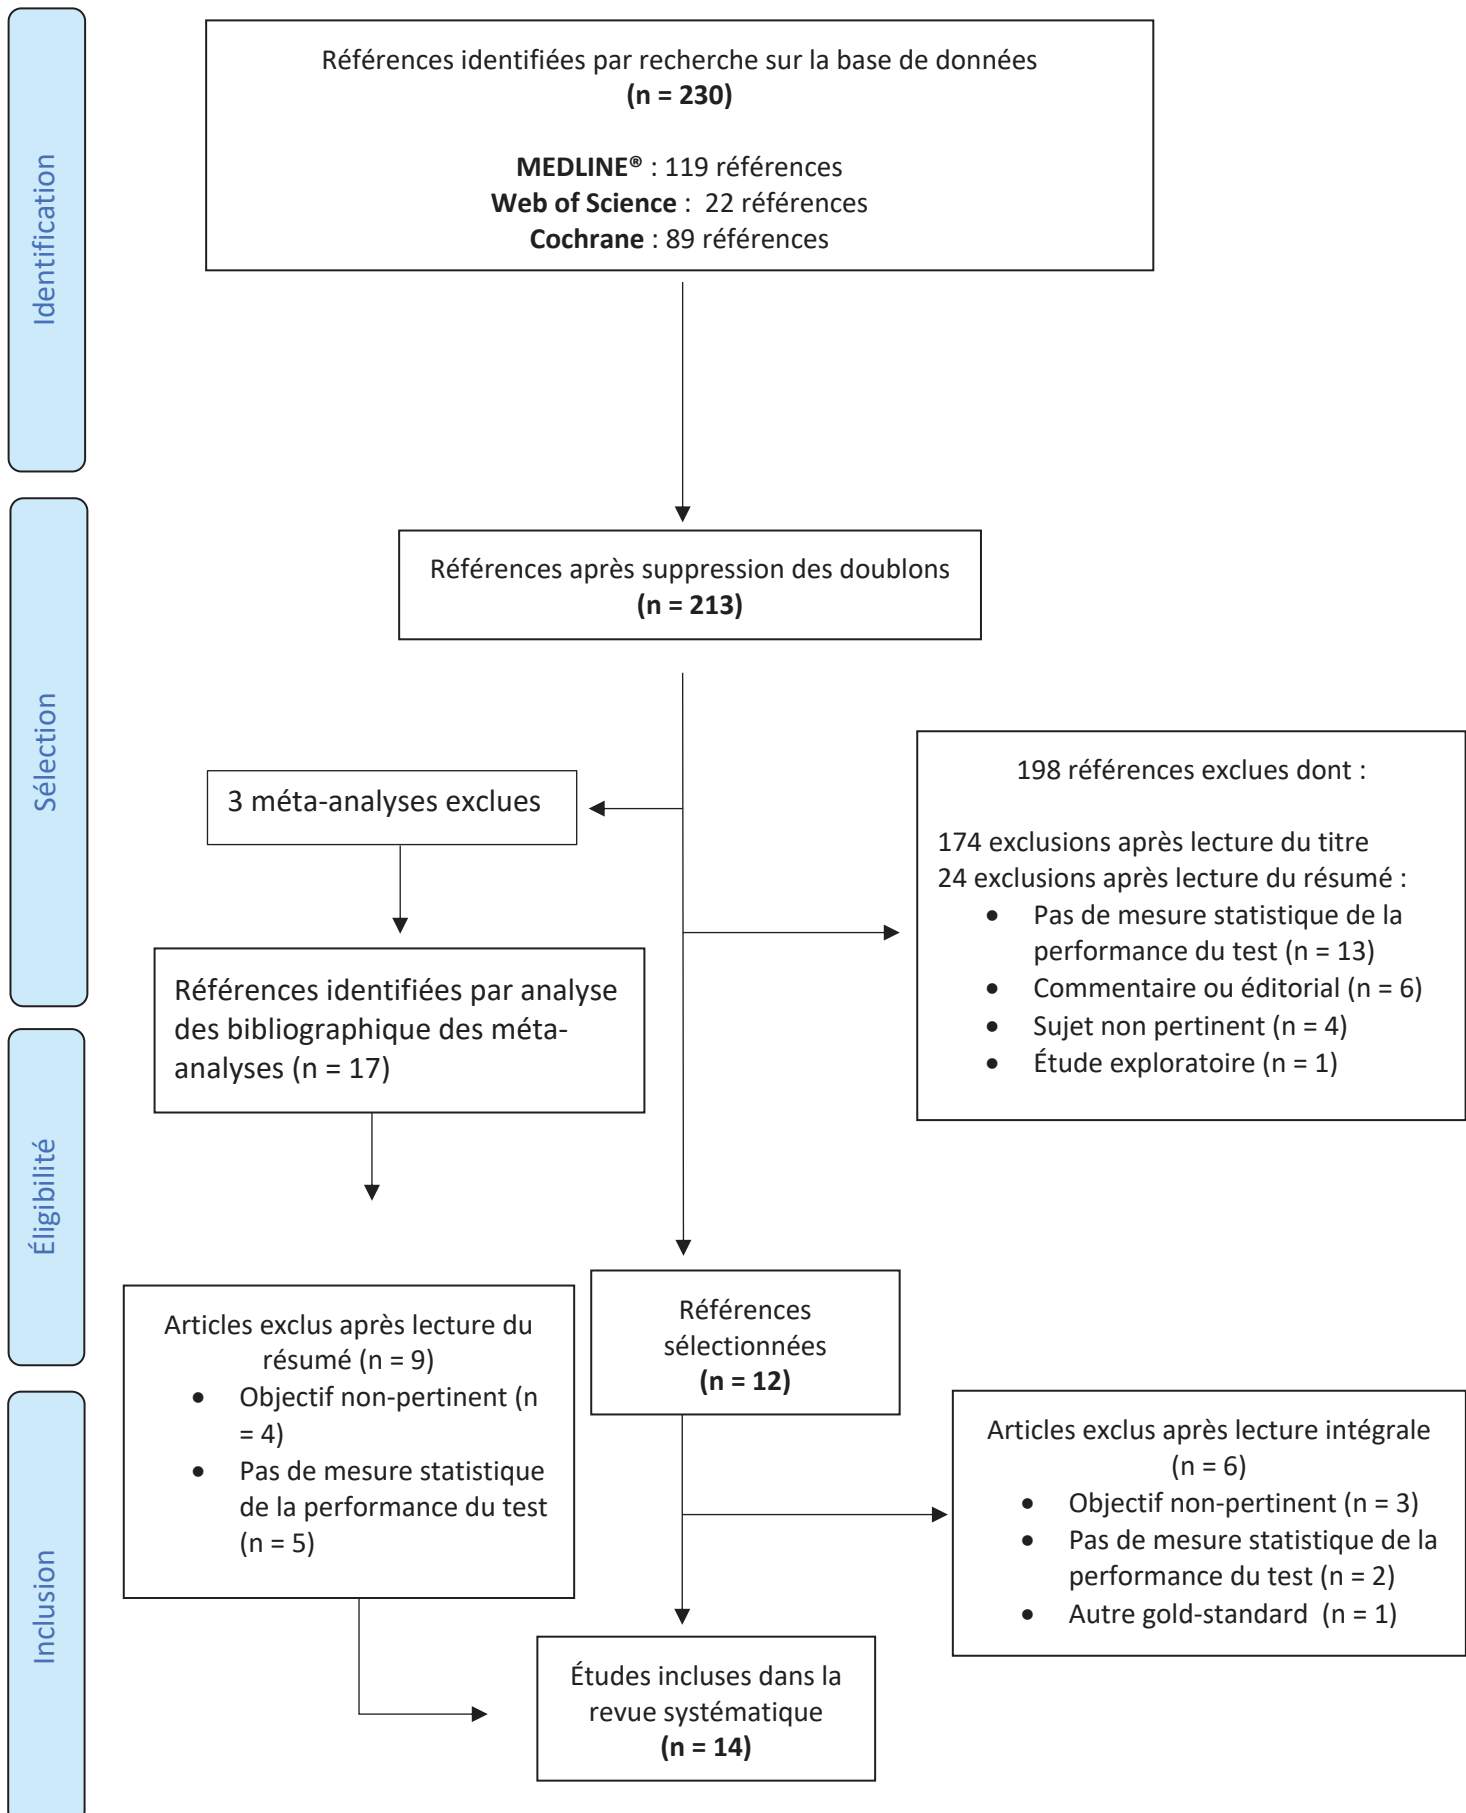 Identification
Références identifiées par recherche sur la base de données
(n = 230)
MEDLINE® : 119 références
Web of Science :  22 références
Cochrane : 89 références
Sélection
Références après suppression des doublons
(n = 213)
3 méta-analyses exclues
198 références exclues dont :
174 exclusions après lecture du titre
24 exclusions après lecture du résumé :
• Pas de mesure statistique de la
performance du test (n = 13)
• Commentaire ou éditorial (n = 6)
• Sujet non pertinent (n = 4)
• Étude exploratoire (n = 1)
Références identifiées par analyse
des bibliographique des méta-
analyses (n = 17)
Éligibilité
Articles exclus après lecture du
résumé (n = 9)
• Objectif non-pertinent (n
= 4)
• Pas de mesure statistique
de la performance du test
(n = 5)
Références
sélectionnées
(n = 12)
Inclusion
Articles exclus après lecture intégrale
(n = 6)
• Objectif non-pertinent (n = 3)
• Pas de mesure statistique de la
performance du test (n = 2)
• Autre gold-standard  (n = 1)
Études incluses dans la
revue systématique
(n = 14)